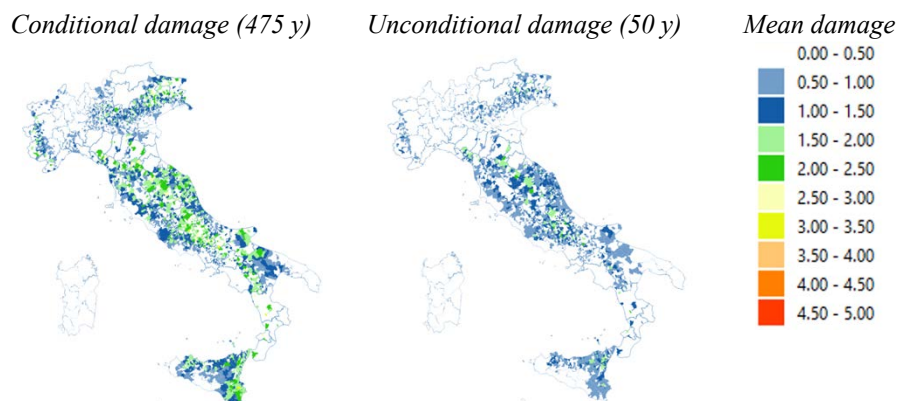 Conditional damage (475 y) Unconditional damage (50 y) Mean damage
0.00 - 0.50
0.50 - 1.00
1.00 - 1.50
1.50 - 2.00
2.00 - 2.50
2.50 - 3.00
3.00 - 3.50
3.50 - 4.00
4.00 - 4.50
4.50 - 5.00